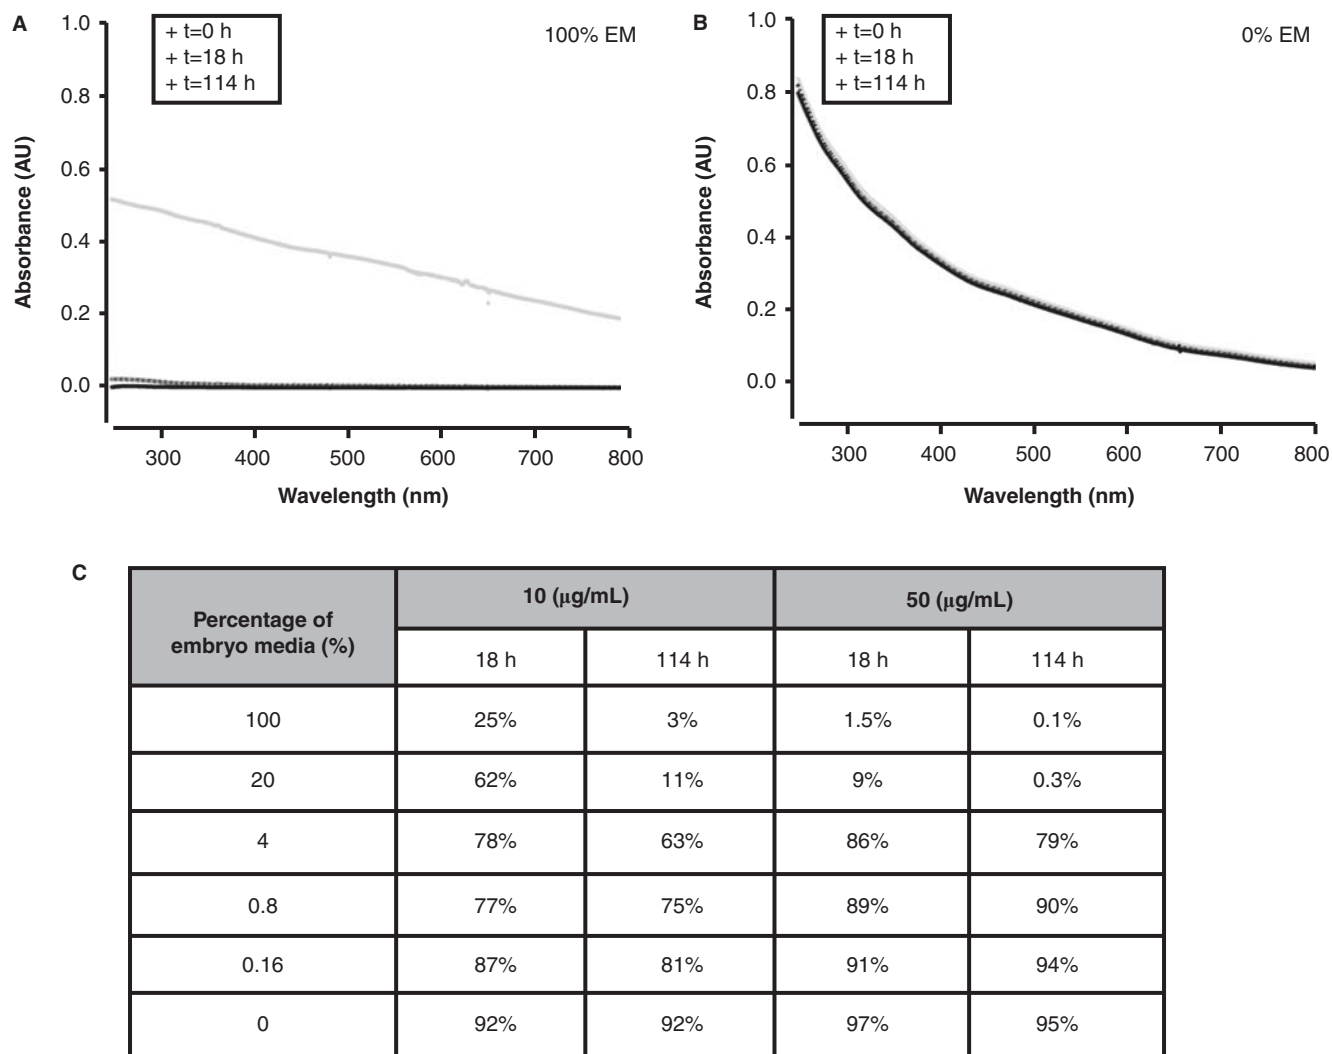 A
1.0
0.8
0.6
0.4
0.2
0.0
Absorbance (AU)
+ t=0 h
+ t=18 h
+ t=114 h
100% EM
300 400 500 600 700 800
Wavelength (nm)
B
1.0
0.8
0.6
0.4
0.2
0.0
Absorbance (AU)
+ t=0 h
+ t=18 h
+ t=114 h
0% EM
300 400 500 600 700 800
Wavelength (nm)
C
Percentage of
embryo media (%)
10 (μg/mL) 50 (μg/mL)
18 h 114 h 18 h 114 h
100 25% 3% 1.5% 0.1%
20 62% 11% 9% 0.3%
4 78% 63% 86% 79%
0.8 77% 75% 89% 90%
0.16 87% 81% 91% 94%
0 92% 92% 97% 95%